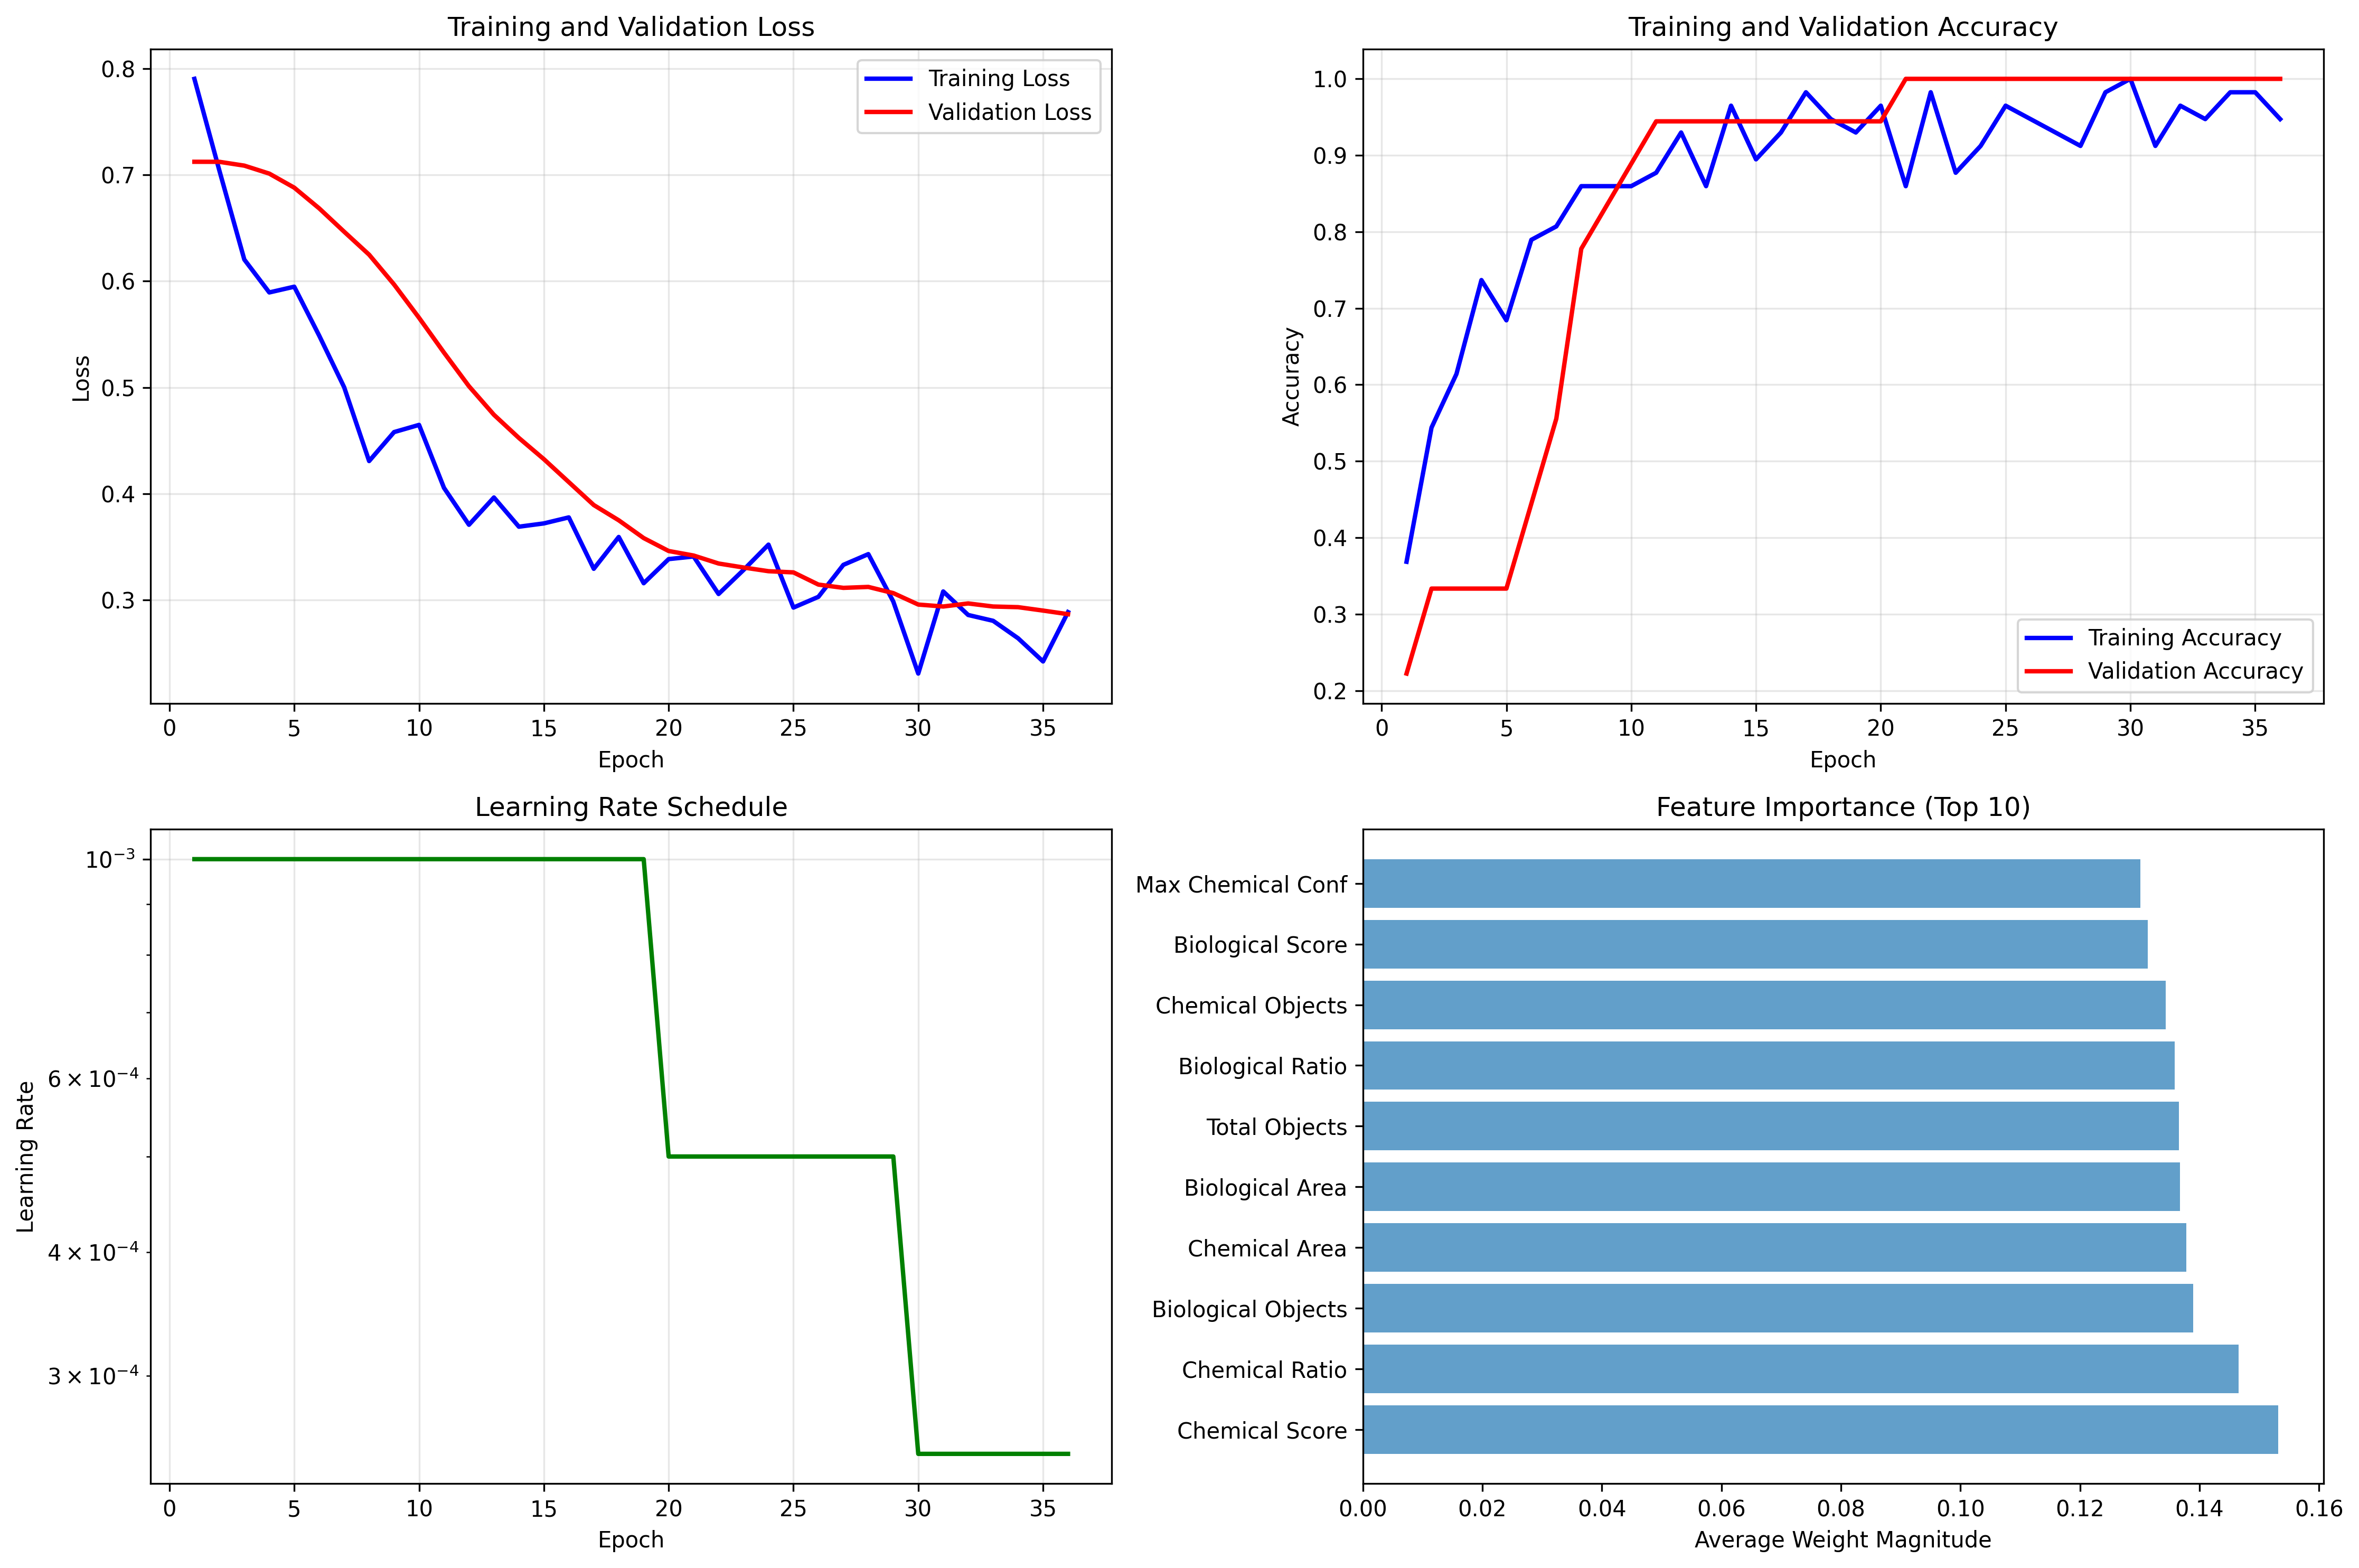 Training and Validation Loss
Loss
0.8
0.7
0.6
0.5
0.4
0.3
Training Loss
Validation Loss
0 5 10 15 20 25 30 35
Epoch
Training and Validation Accuracy
Accuracy
1.0
0.9
0.8
0.7
0.6
0.5
0.4
0.3
0.2
Training Accuracy
Validation Accuracy
0 5 10 15 20 25 30 35
Epoch
Learning Rate Schedule
Learning Rate
10⁻³
6 × 10⁻⁴
4 × 10⁻⁴
3 × 10⁻⁴
0 5 10 15 20 25 30 35
Epoch
Feature Importance (Top 10)
Max Chemical Conf
Biological Score
Chemical Objects
Biological Ratio
Total Objects
Biological Area
Chemical Area
Biological Objects
Chemical Ratio
Chemical Score
0.00 0.02 0.04 0.06 0.08 0.10 0.12 0.14 0.16
Average Weight Magnitude